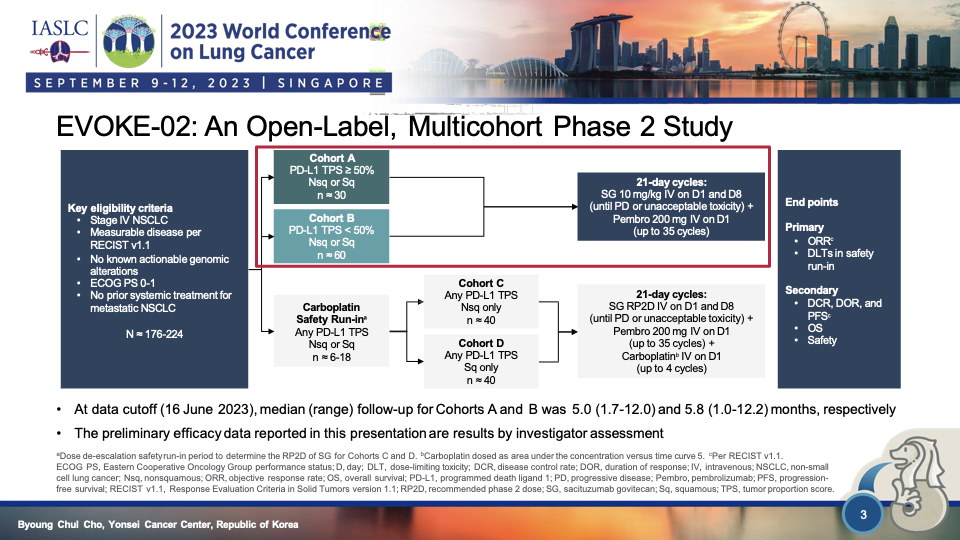 IASLC
2023 World Conference
on Lung Cancer
SEPTEMBER 9-12, 2023 | SINGAPORE
EVOKE-02: An Open-Label, Multicohort Phase 2 Study
Key eligibility criteria
• Stage IV NSCLC
• Measurable disease per
RECIST v1.1
• No known actionable genomic
alterations
• ECOG PS 0-1
• No prior systemic treatment for
metastatic NSCLC
N ≈ 176-224
Cohort A
PD-L1 TPS ≥ 50%
Nsq or Sq
n ≈ 30
Cohort B
PD-L1 TPS < 50%
Nsq or Sq
n ≈ 60
21-day cycles:
SG 10 mg/kg IV on D1 and D8
(until PD or unacceptable toxicity) +
Pembro 200 mg IV on D1
(up to 35 cycles)
Carboplatin
Safety Run-inᵃ
Any PD-L1 TPS
Nsq or Sq
n ≈ 6-18
Cohort C
Any PD-L1 TPS
Nsq only
n ≈ 40
Cohort D
Any PD-L1 TPS
Sq only
n ≈ 40
21-day cycles:
SG RP2D IV on D1 and D8
(until PD or unacceptable toxicity) +
Pembro 200 mg IV on D1
(up to 35 cycles) +
Carboplatinᵇ IV on D1
(up to 4 cycles)
End points
Primary
• ORRᶜ
• DLTs in safety
run-in
Secondary
• DCR, DOR, and
PFSᶜ
• OS
• Safety
• At data cutoff (16 June 2023), median (range) follow-up for Cohorts A and B was 5.0 (1.7-12.0) and 5.8 (1.0-12.2) months, respectively
• The preliminary efficacy data reported in this presentation are results by investigator assessment
ᵃDose de-escalation safety run-in period to determine the RP2D of SG for Cohorts C and D. ᵇCarboplatin dosed as area under the concentration versus time curve 5. ᶜPer RECIST v1.1.
ECOG PS, Eastern Cooperative Oncology Group performance status; D, day; DLT, dose-limiting toxicity; DCR, disease control rate; DOR, duration of response; IV, intravenous; NSCLC, non-small
cell lung cancer; Nsq, nonsquamous; ORR, objective response rate; OS, overall survival; PD-L1, programmed death ligand 1; PD, progressive disease; Pembro, pembrolizumab; PFS, progression-
free survival; RECIST v1.1, Response Evaluation Criteria in Solid Tumors version 1.1; RP2D, recommended phase 2 dose; SG, sacituzumab govitecan; Sq, squamous; TPS, tumor proportion score.
Byoung Chul Cho, Yonsei Cancer Center, Republic of Korea
3